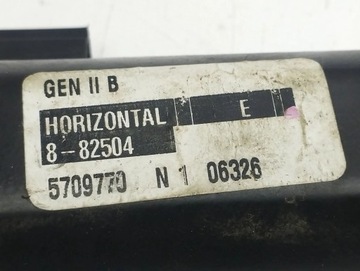 GEN II B
HORIZONTAL E
8-82504
5709770 N 1 06326